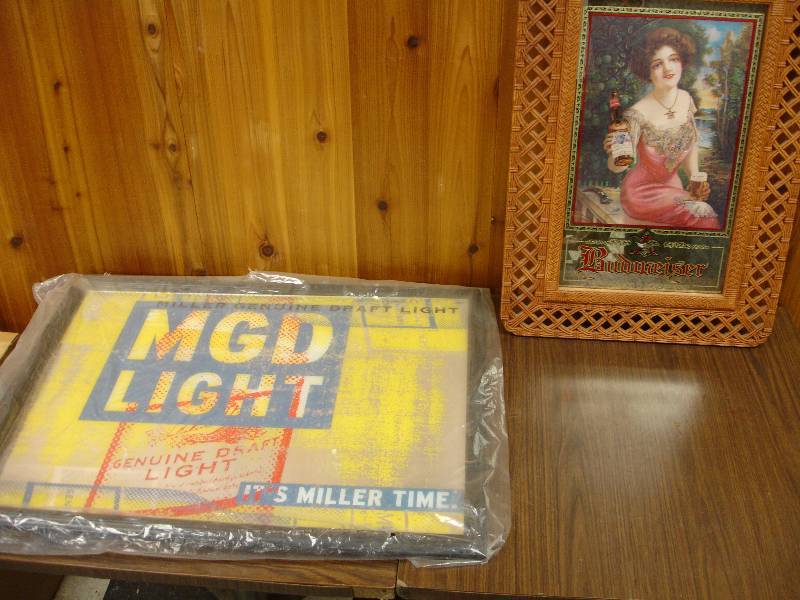 MILLER GENUINE DRAFT LIGHT
MGD
LIGHT
GENUINE DRAFT
LIGHT
IT'S MILLER TIME.
Budweiser